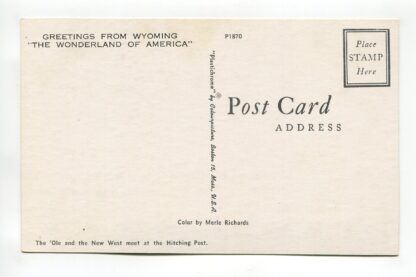 GREETINGS FROM WYOMING
"THE WONDERLAND OF AMERICA"
P1870
Place
STAMP
Here
"Plastichrome" ® by Colourpicture, Boston 15, Mass., U.S.A.
Post Card
ADDRESS
Color by Merle Richards
The 'Ole and the New West meet at the Hitching Post.